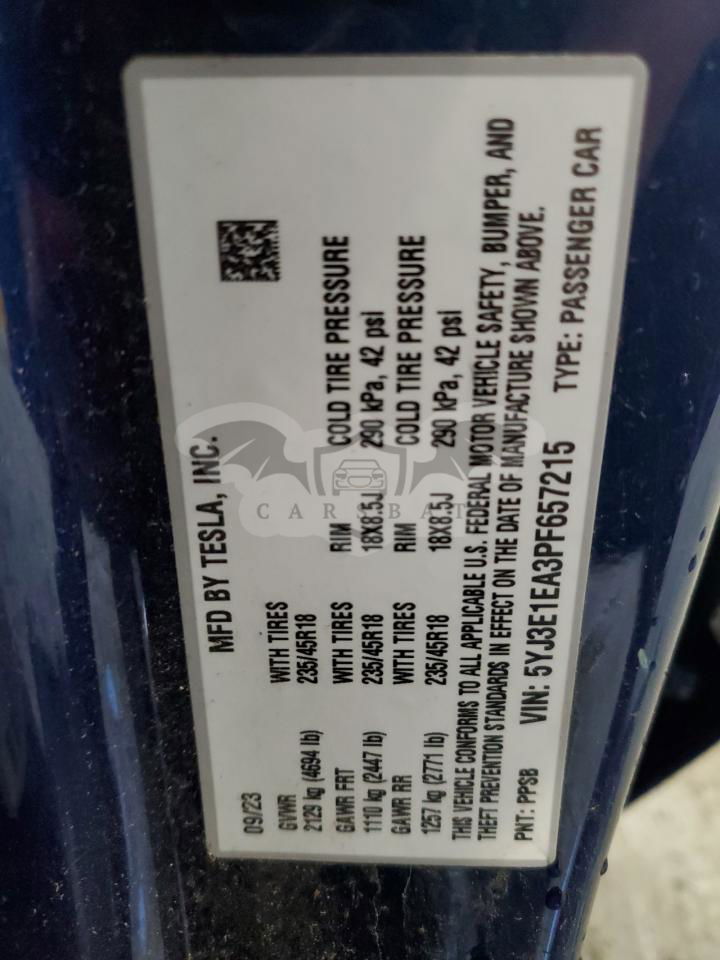 MFD BY TESLA, INC.
09/23
GVWR WITH TIRES RIM COLD TIRE PRESSURE
2129 kg (4694 lb) 235/45R18 18X8.5J 290 kPa, 42 psi
GAWR FRT WITH TIRES RIM COLD TIRE PRESSURE
1110 kg (2447 lb) 235/45R18 18X8.5J 290 kPa, 42 psi
GAWR RR
1257 kg (2771 lb) 235/45R18
THIS VEHICLE CONFORMS TO ALL APPLICABLE U.S. FEDERAL MOTOR VEHICLE SAFETY, BUMPER, AND
THEFT PREVENTION STANDARDS IN EFFECT ON THE DATE OF MANUFACTURE SHOWN ABOVE.
PNT: PPSB VIN: 5YJ3E1EA3PF657215 TYPE: PASSENGER CAR
CARSBAT